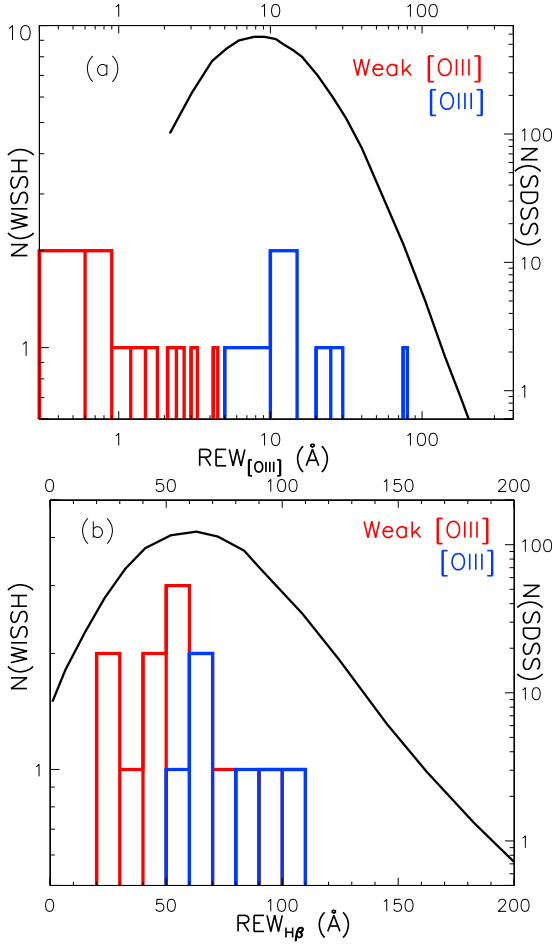 1 10 100
10
(a)
Weak [OIII]
[OIII]
100
N(WISSH)
N(SDSS)
10
1
1
1 10 100
REW[OIII] (Å)
0 50 100 150 200
(b)
Weak [OIII]
[OIII]
100
N(WISSH)
N(SDSS)
10
1
1
0 50 100 150 200
REWHβ (Å)